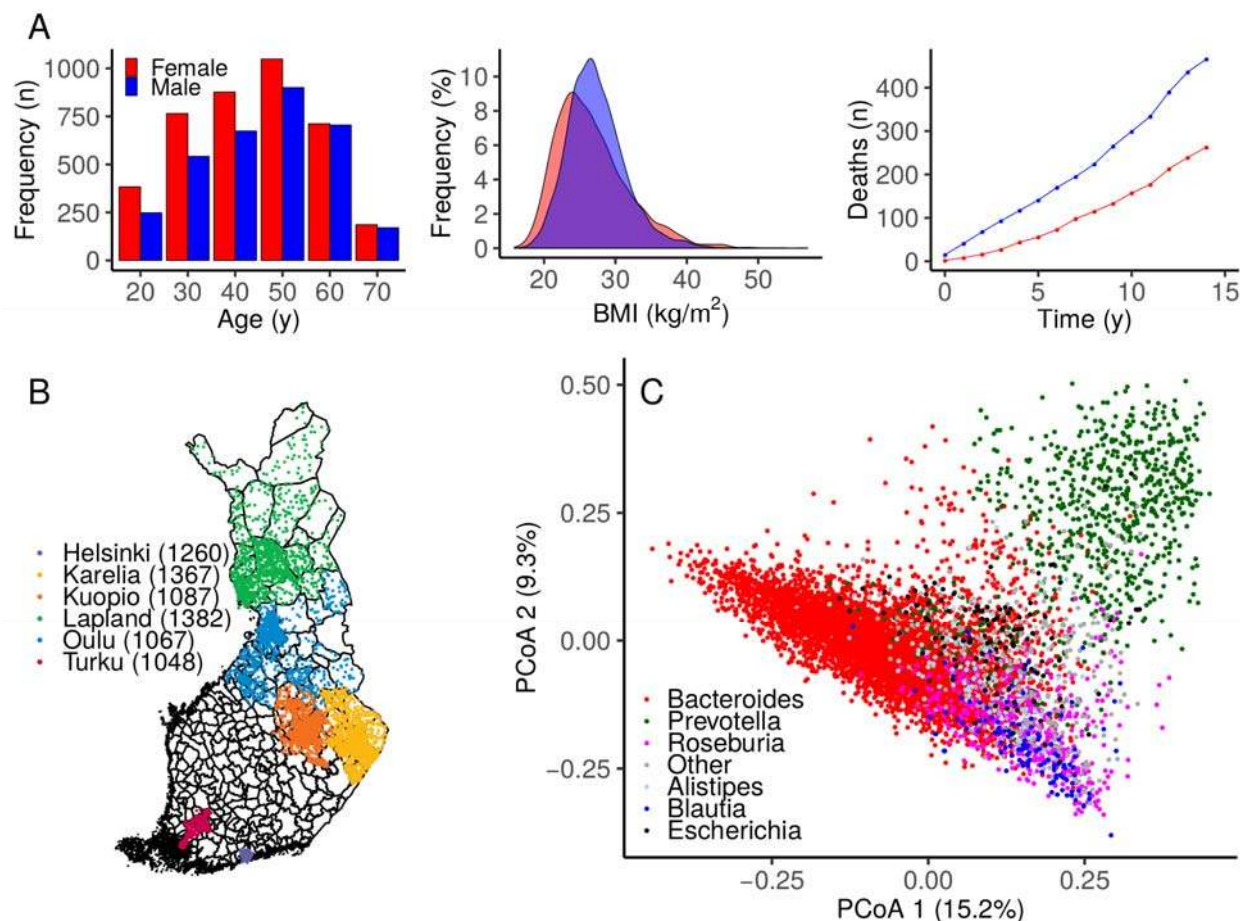 A
Frequency (n)
1000
750
500
250
0
Female
Male
20 30 40 50 60 70
Age (y)
Frequency (%)
10
8
6
4
2
0
20 30 40 50
BMI (kg/m²)
Deaths (n)
400
300
200
100
0
0 5 10 15
Time (y)
B
Helsinki (1260)
Karelia (1367)
Kuopio (1087)
Lapland (1382)
Oulu (1067)
Turku (1048)
C
PCoA 2 (9.3%)
0.50
0.25
0.00
−0.25
Bacteroides
Prevotella
Roseburia
Other
Alistipes
Blautia
Escherichia
−0.25 0.00 0.25
PCoA 1 (15.2%)